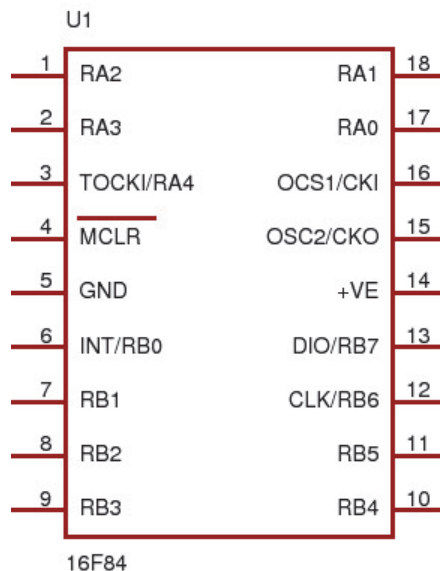 U1
1 RA2 RA1 18
2 RA3 RA0 17
3 TOCKI/RA4 OCS1/CKI 16
4 MCLR OSC2/CKO 15
5 GND +VE 14
6 INT/RB0 DIO/RB7 13
7 RB1 CLK/RB6 12
8 RB2 RB5 11
9 RB3 RB4 10
16F84